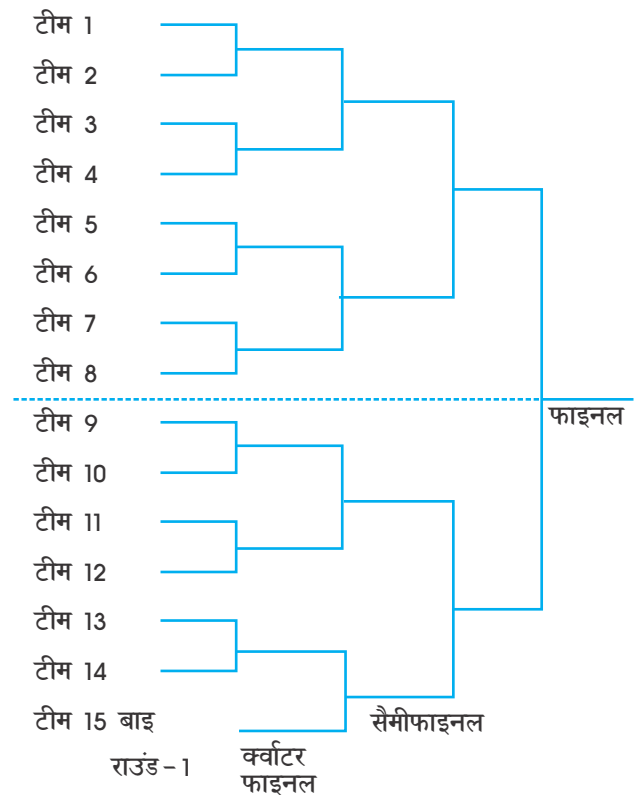 टीम 1
टीम 2
टीम 3
टीम 4
टीम 5
टीम 6
टीम 7
टीम 8
फाइनल
टीम 9
टीम 10
टीम 11
टीम 12
टीम 13
टीम 14
टीम 15 बाइ
सैमीफाइनल
राउंड – 1
क्वाटर
फाइनल